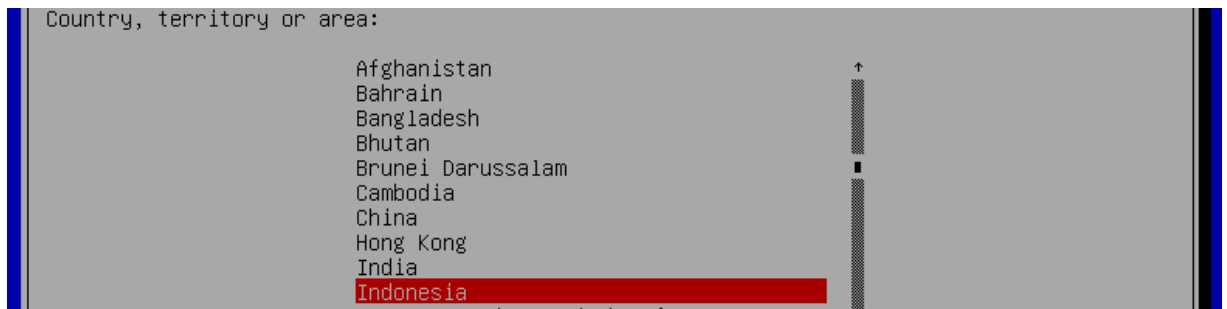 Country, territory or area:
Afghanistan
Bahrain
Bangladesh
Bhutan
Brunei Darussalam
Cambodia
China
Hong Kong
India
Indonesia